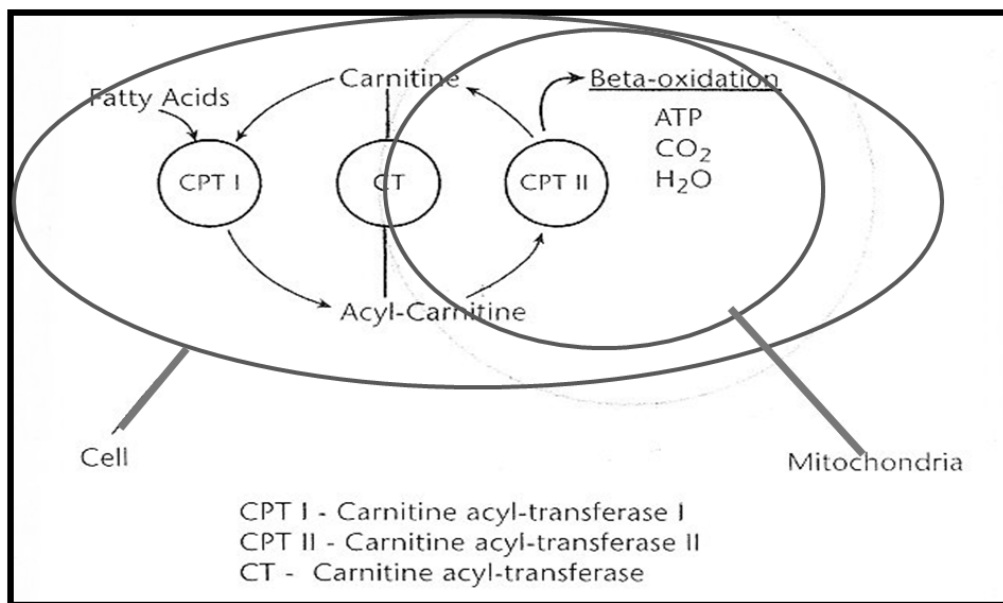 Carnitine
Beta-oxidation
Fatty Acids
ATP
CO₂
H₂O
CPT I
CT
CPT II
Acyl-Carnitine
Cell
Mitochondria
CPT I - Carnitine acyl-transferase I
CPT II - Carnitine acyl-transferase II
CT - Carnitine acyl-transferase